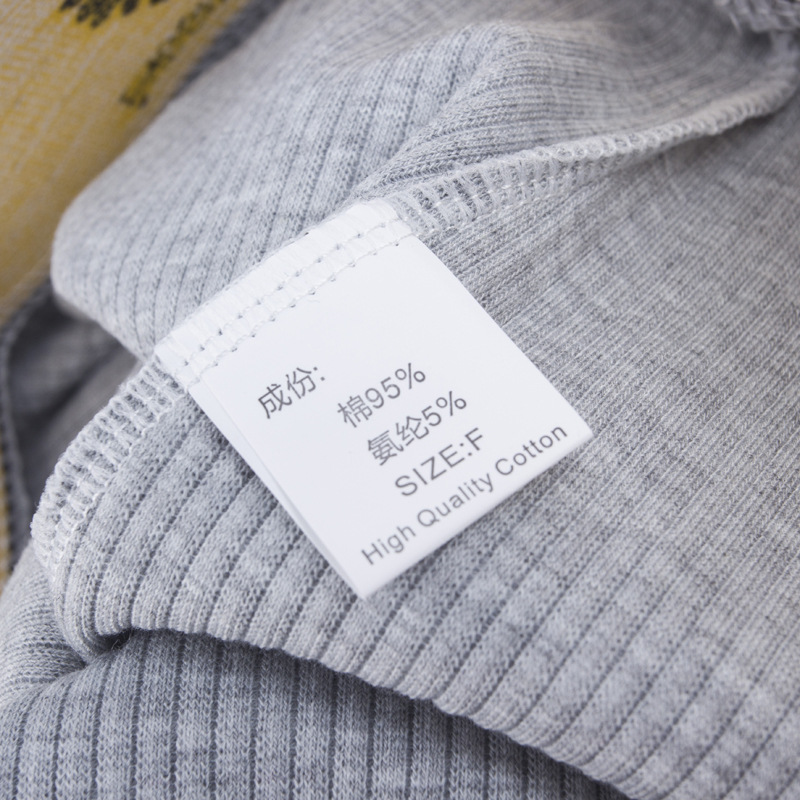 成份:
棉95%
氨纶5%
SIZE:F
High Quality Cotton